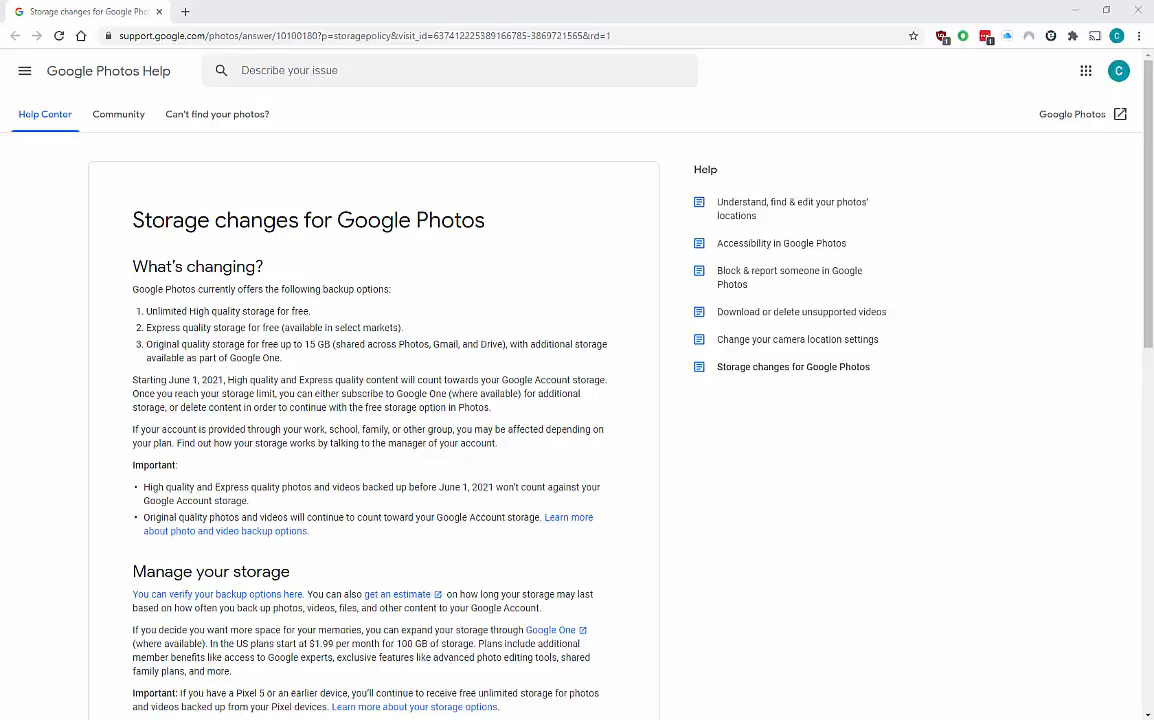 Storage changes for Google Pho
support.google.com/photos/answer/10100180?p=storagepolicy&visit_id=637412225389166785-3869721565&rd=1
1
1
C
Google Photos Help
Describe your issue
C
Help Center
Community
Can't find your photos?
Google Photos
Storage changes for Google Photos
What's changing?
Google Photos currently offers the following backup options:
1. Unlimited High quality storage for free.
2. Express quality storage for free (available in select markets).
3. Original quality storage for free up to 15 GB (shared across Photos, Gmail, and Drive), with additional storage
available as part of Google One.
Starting June 1, 2021, High quality and Express quality content will count towards your Google Account storage.
Once you reach your storage limit, you can either subscribe to Google One (where available) for additional
storage, or delete content in order to continue with the free storage option in Photos.
If your account is provided through your work, school, family, or other group, you may be affected depending on
your plan. Find out how your storage works by talking to the manager of your account.
Important:
• High quality and Express quality photos and videos backed up before June 1, 2021 won't count against your
Google Account storage.
• Original quality photos and videos will continue to count toward your Google Account storage. Learn more
about photo and video backup options.
Manage your storage
You can verify your backup options here. You can also get an estimate on how long your storage may last
based on how often you back up photos, videos, files, and other content to your Google Account.
If you decide you want more space for your memories, you can expand your storage through Google One
(where available). In the US plans start at $1.99 per month for 100 GB of storage. Plans include additional
member benefits like access to Google experts, exclusive features like advanced photo editing tools, shared
family plans, and more.
Important: If you have a Pixel 5 or an earlier device, you'll continue to receive free unlimited storage for photos
and videos backed up from your Pixel devices. Learn more about your storage options.
Help
Understand, find & edit your photos'
locations
Accessibility in Google Photos
Block & report someone in Google
Photos
Download or delete unsupported videos
Change your camera location settings
Storage changes for Google Photos